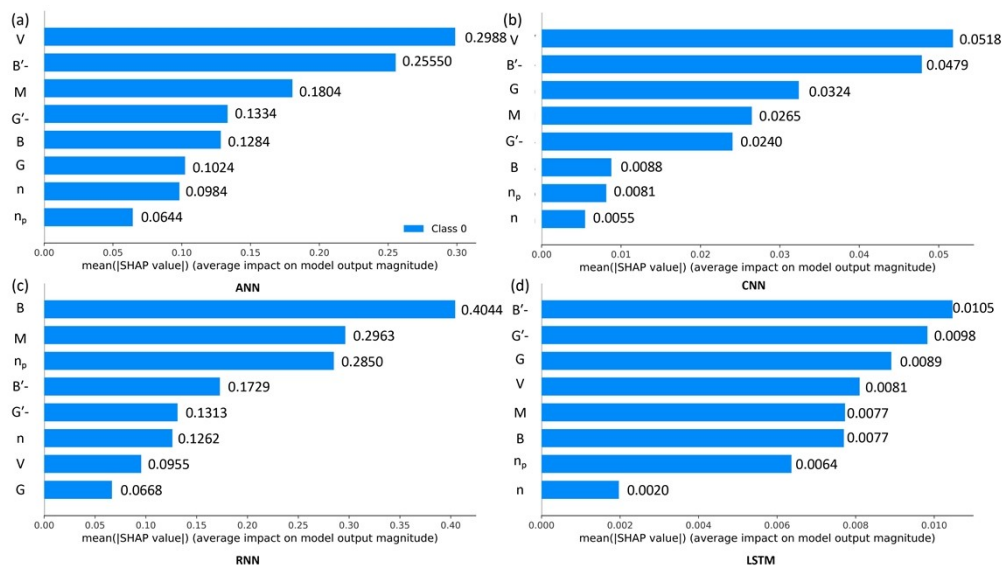 (a)
V 0.2988
B'- 0.25550
M 0.1804
G'- 0.1334
B 0.1284
G 0.1024
n 0.0984
nₚ 0.0644
Class 0
0.00 0.05 0.10 0.15 0.20 0.25 0.30
mean(|SHAP value|) (average impact on model output magnitude)
ANN
(b)
V 0.0518
B'- 0.0479
G 0.0324
M 0.0265
G'- 0.0240
B 0.0088
nₚ 0.0081
n 0.0055
0.00 0.01 0.02 0.03 0.04 0.05
mean(|SHAP value|) (average impact on model output magnitude)
CNN
(c)
B 0.4044
M 0.2963
nₚ 0.2850
B'- 0.1729
G'- 0.1313
n 0.1262
V 0.0955
G 0.0668
0.00 0.05 0.10 0.15 0.20 0.25 0.30 0.35 0.40
mean(|SHAP value|) (average impact on model output magnitude)
RNN
(d)
B'- 0.0105
G'- 0.0098
G 0.0089
V 0.0081
M 0.0077
B 0.0077
nₚ 0.0064
n 0.0020
0.000 0.002 0.004 0.006 0.008 0.010
mean(|SHAP value|) (average impact on model output magnitude)
LSTM